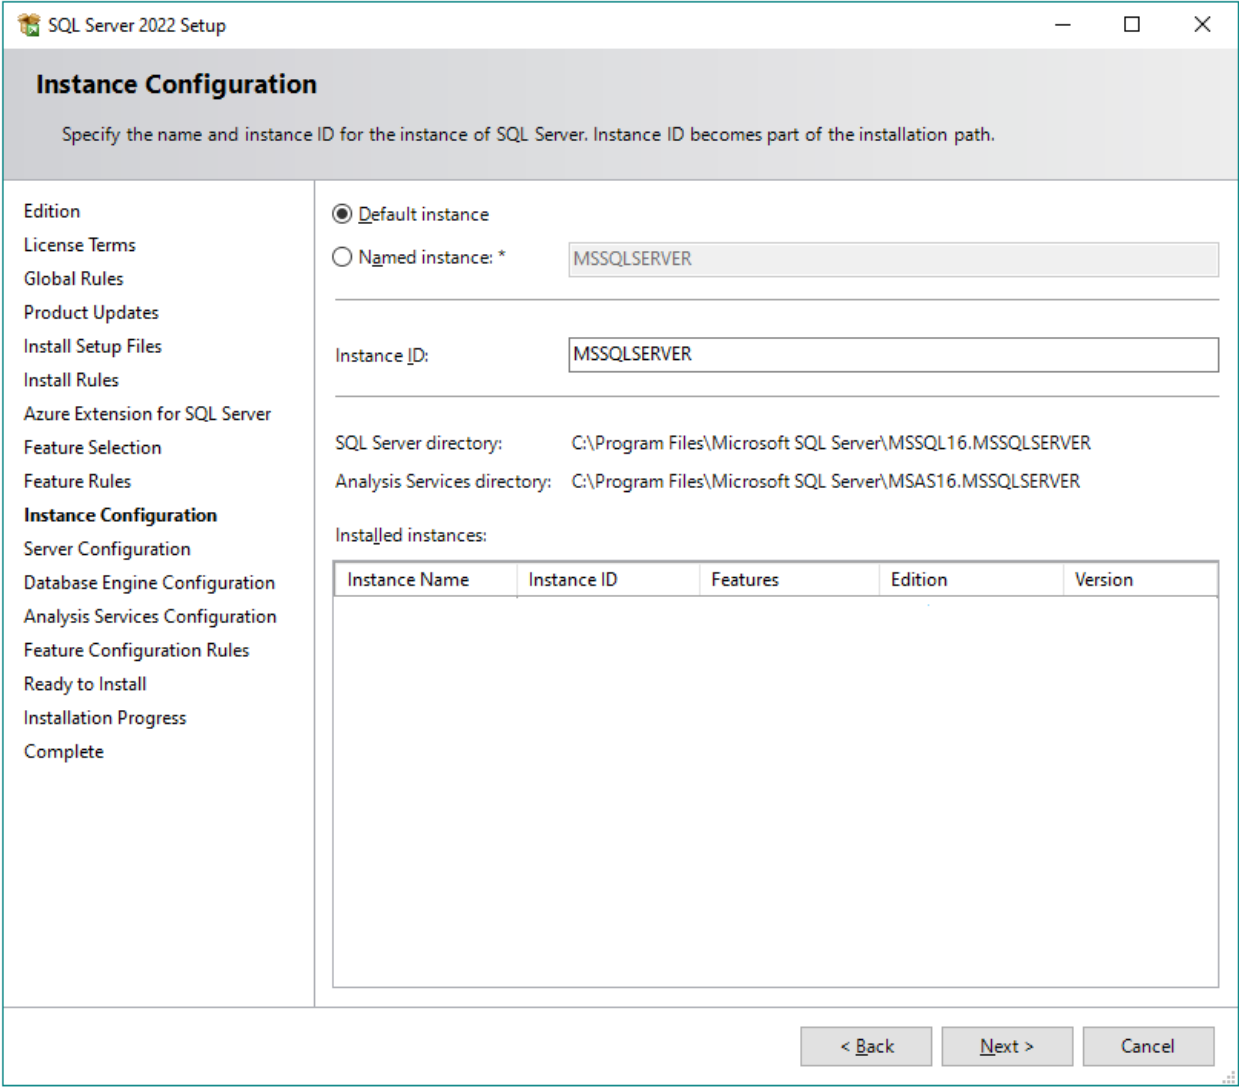 SQL Server 2022 Setup
Instance Configuration
Specify the name and instance ID for the instance of SQL Server. Instance ID becomes part of the installation path.
Edition
License Terms
Global Rules
Product Updates
Install Setup Files
Install Rules
Azure Extension for SQL Server
Feature Selection
Feature Rules
Instance Configuration
Server Configuration
Database Engine Configuration
Analysis Services Configuration
Feature Configuration Rules
Ready to Install
Installation Progress
Complete
Default instance
Named instance: * MSSQLSERVER
Instance ID: MSSQLSERVER
SQL Server directory: C:\Program Files\Microsoft SQL Server\MSSQL16.MSSQLSERVER
Analysis Services directory: C:\Program Files\Microsoft SQL Server\MSAS16.MSSQLSERVER
Installed instances:
Instance Name Instance ID Features Edition Version
< Back Next > Cancel